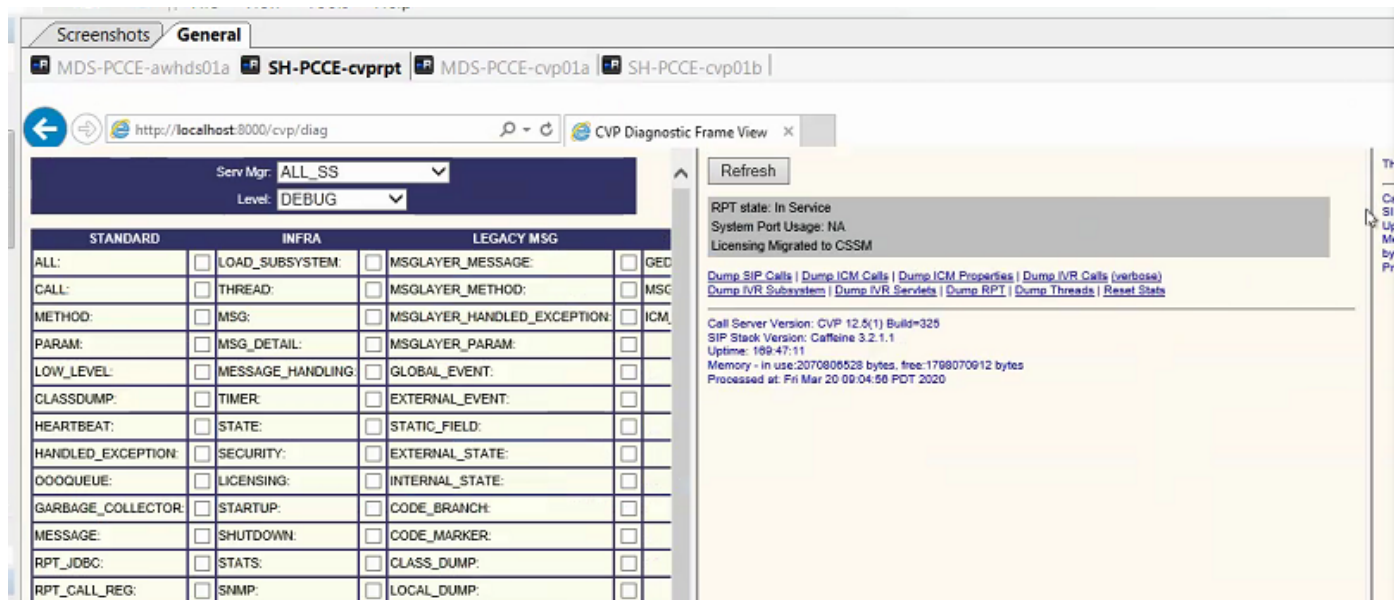 Screenshots General
MDS-PCCE-awhds01a SH-PCCE-cvprpt MDS-PCCE-cvp01a SH-PCCE-cvp01b
http://localhost:8000/cvp/diag CVP Diagnostic Frame View
Serv Mgr: ALL_SS
Level: DEBUG
STANDARD INFRA LEGACY MSG
ALL: LOAD_SUBSYSTEM: MSGLAYER_MESSAGE: GED
CALL: THREAD: MSGLAYER_METHOD: MSG
METHOD: MSG: MSGLAYER_HANDLED_EXCEPTION: ICM_
PARAM: MSG_DETAIL: MSGLAYER_PARAM:
LOW_LEVEL: MESSAGE_HANDLING: GLOBAL_EVENT:
CLASSDUMP: TIMER: EXTERNAL_EVENT:
HEARTBEAT: STATE: STATIC_FIELD:
HANDLED_EXCEPTION: SECURITY: EXTERNAL_STATE:
OOOQUEUE: LICENSING: INTERNAL_STATE:
GARBAGE_COLLECTOR: STARTUP: CODE_BRANCH:
MESSAGE: SHUTDOWN: CODE_MARKER:
RPT_JDBC: STATS: CLASS_DUMP:
RPT_CALL_REG: SNMP: LOCAL_DUMP:
Refresh
RPT state: In Service
System Port Usage: NA
Licensing Migrated to CSSM
Dump SIP Calls | Dump ICM Calls | Dump ICM Properties | Dump IVR Calls (verbose)
Dump IVR Subsystem | Dump IVR Servlets | Dump RPT | Dump Threads | Reset Stats
Call Server Version: CVP 12.5(1) Build=325
SIP Stack Version: Caffeine 3.2.1.1
Uptime: 169:47:11
Memory - in use:2070806528 bytes, free:1798070912 bytes
Processed at: Fri Mar 20 09:04:56 PDT 2020